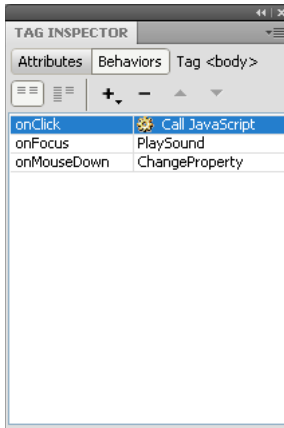 TAG INSPECTOR
Attributes Behaviors Tag <body>
onClick Call JavaScript
onFocus PlaySound
onMouseDown ChangeProperty